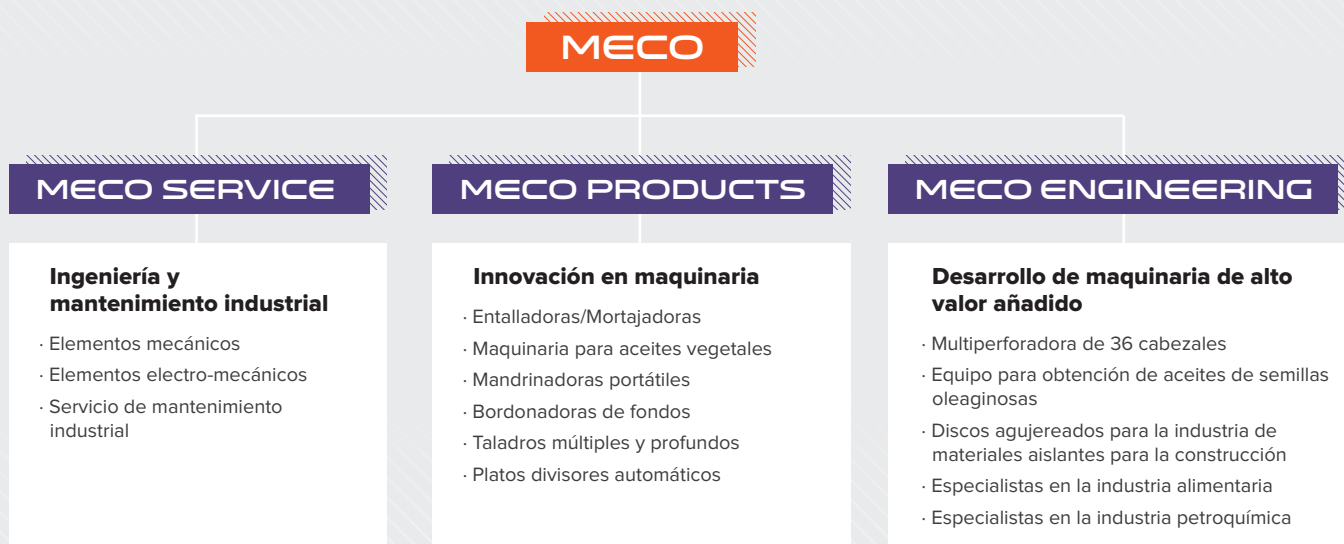 MECO
MECO SERVICE
Ingeniería y
mantenimiento industrial
· Elementos mecánicos
· Elementos electro-mecánicos
· Servicio de mantenimiento
industrial
MECO PRODUCTS
Innovación en maquinaria
· Entalladoras/Mortajadoras
· Maquinaria para aceites vegetales
· Mandrinadoras portátiles
· Bordonadoras de fondos
· Taladros múltiples y profundos
· Platos divisores automáticos
MECO ENGINEERING
Desarrollo de maquinaria de alto
valor añadido
· Multiperforadora de 36 cabezales
· Equipo para obtención de aceites de semillas
oleaginosas
· Discos agujereados para la industria de
materiales aislantes para la construcción
· Especialistas en la industria alimentaria
· Especialistas en la industria petroquímica